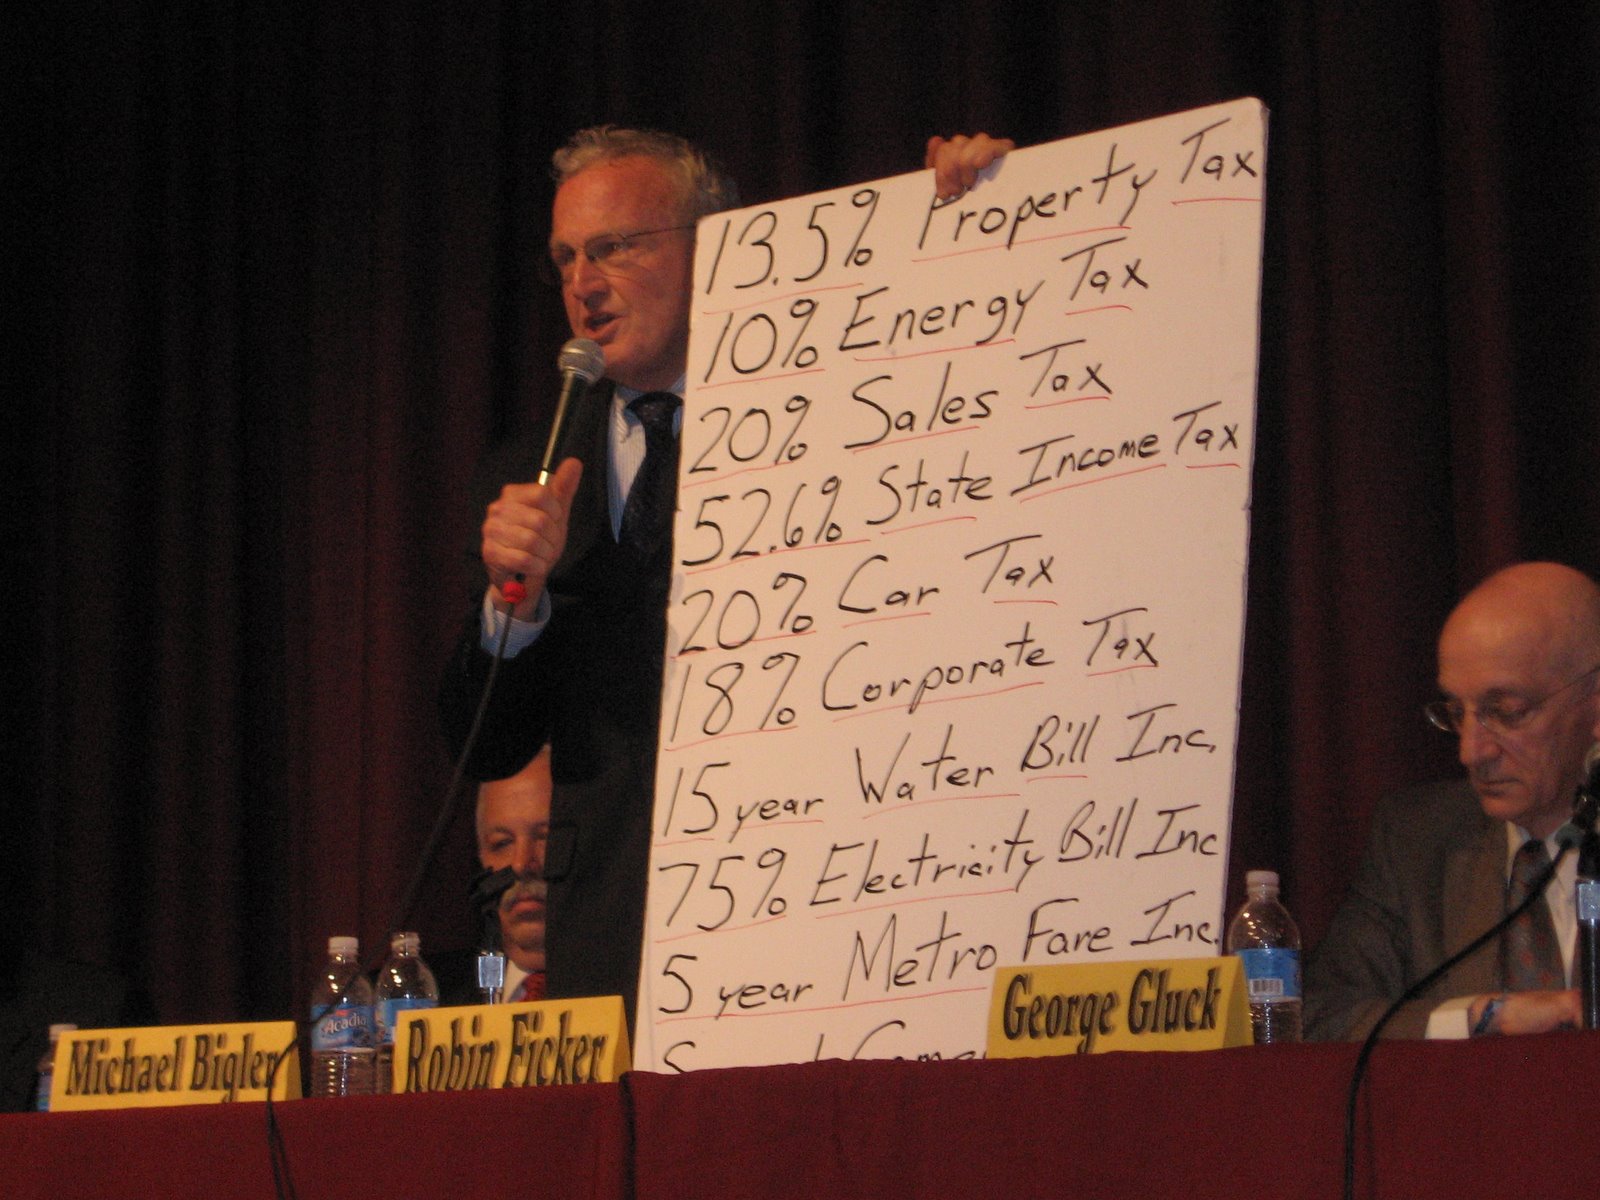 13.5% Property Tax
10% Energy Tax
20% Sales Tax
52.6% State Income Tax
20% Car Tax
18% Corporate Tax
15 year Water Bill Inc.
75% Electricity Bill Inc
5 year Metro Fare Inc.
Michael Bigler
Acadia
Robin Ficker
George Gluck